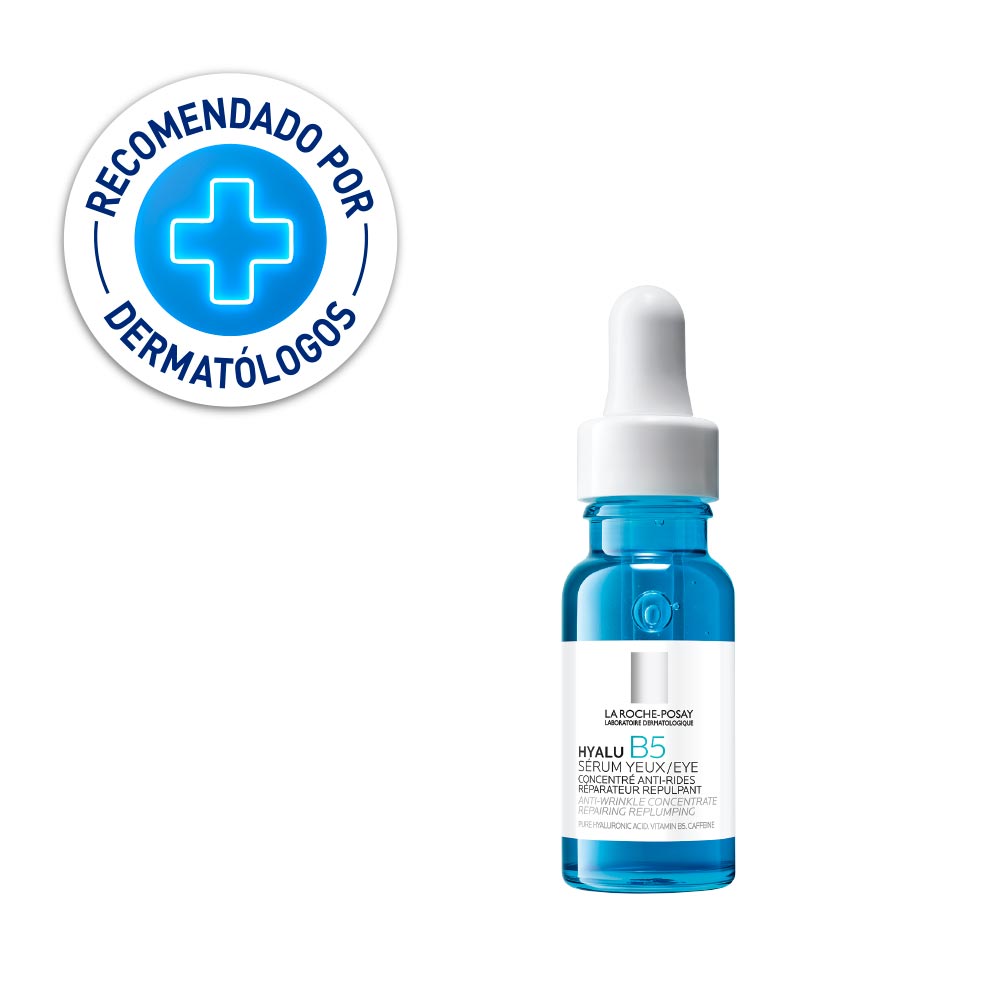 RECOMENDADO POR
DERMATÓLOGOS
LA ROCHE-POSAY
LABORATOIRE DERMATOLOGIQUE
HYALU B5
SÉRUM YEUX/EYE
CONCENTRÉ ANTI-RIDES
RÉPARATEUR REPULPANT
ANTI-WRINKLE CONCENTRATE
REPAIRING REPLUMPING
PURE HYALURONIC ACID, VITAMIN B5, CAFFEINE